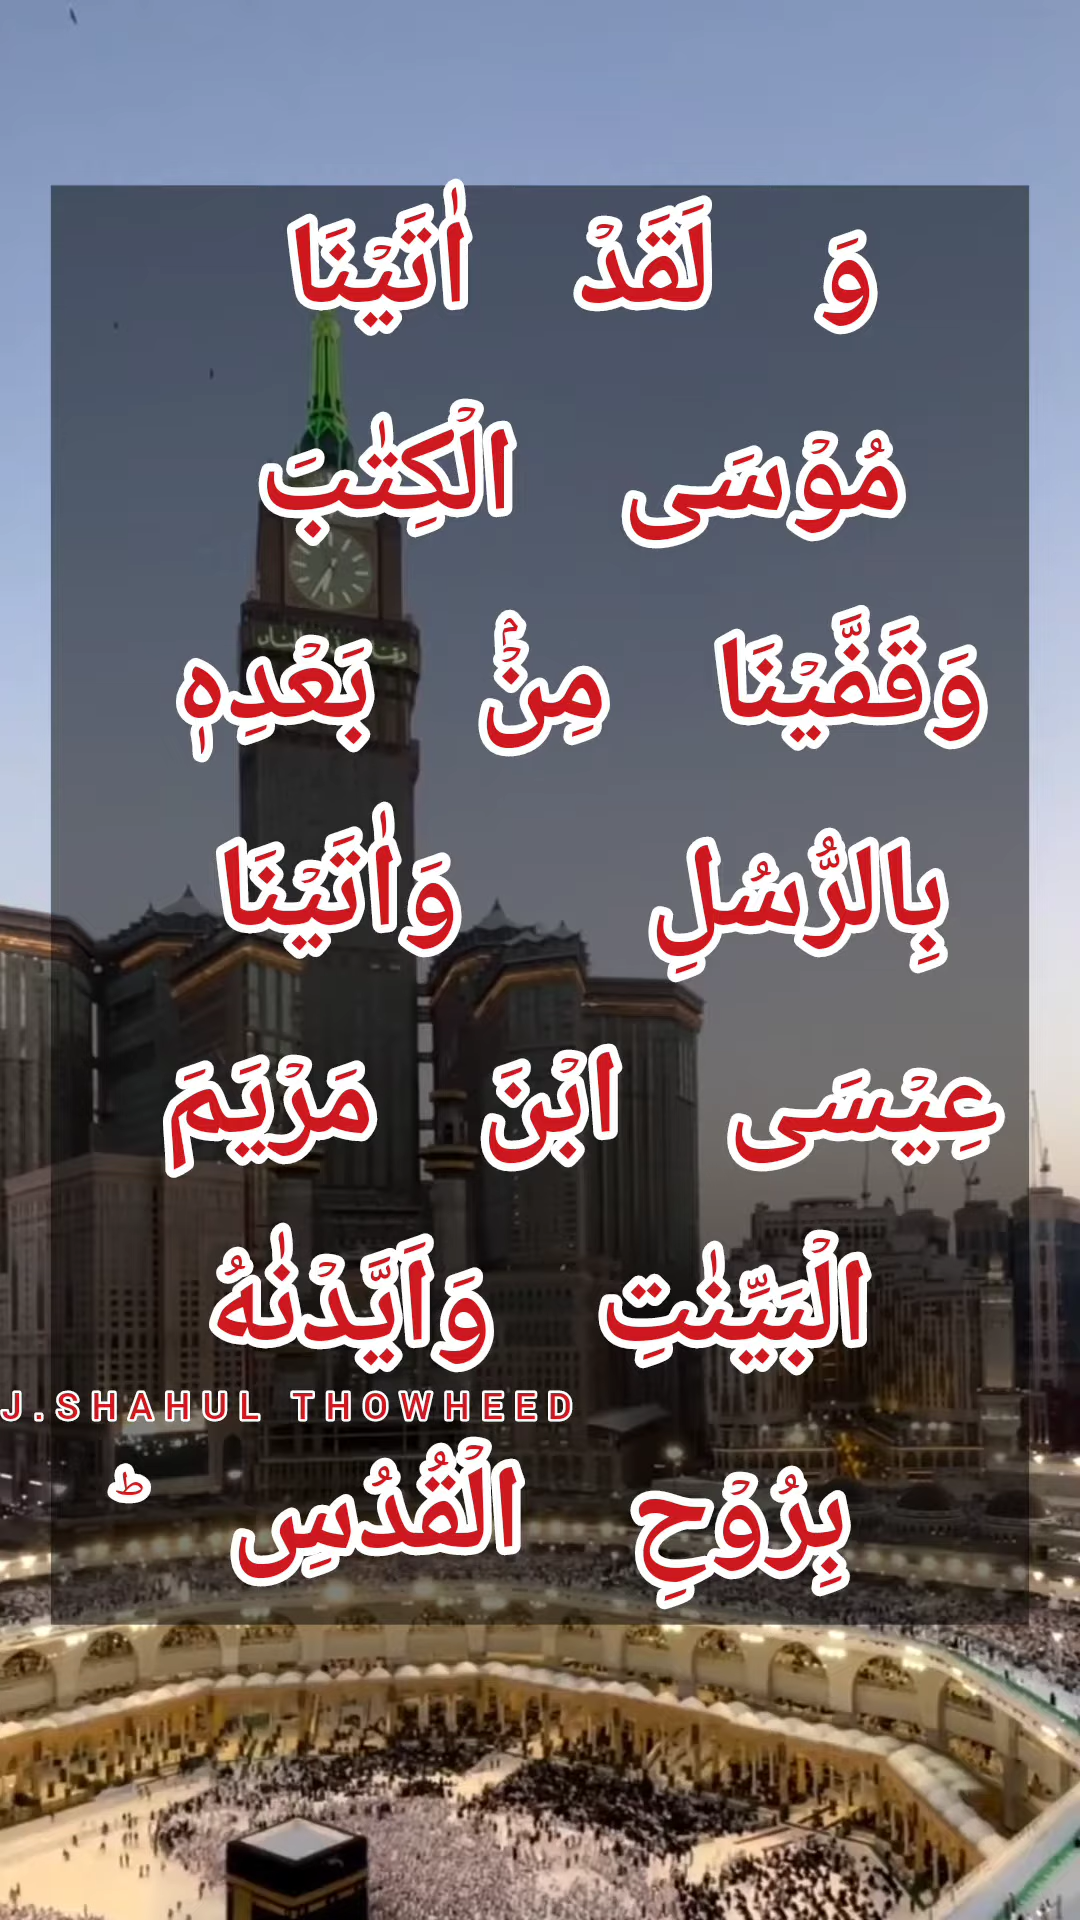 وَ لَقَدْ اٰتَيْنَا
مُوْسَى الْكِتٰبَ
وَقَفَّيْنَا مِنْۢ بَعْدِهٖ
بِالرُّسُلِ وَاٰتَيْنَا
عِيْسَى ابْنَ مَرْيَمَ
الْبَيِّنٰتِ وَاَيَّدْنٰهُ
J.SHAHUL THOWHEED
بِرُوْحِ الْقُدُسِ ؕ